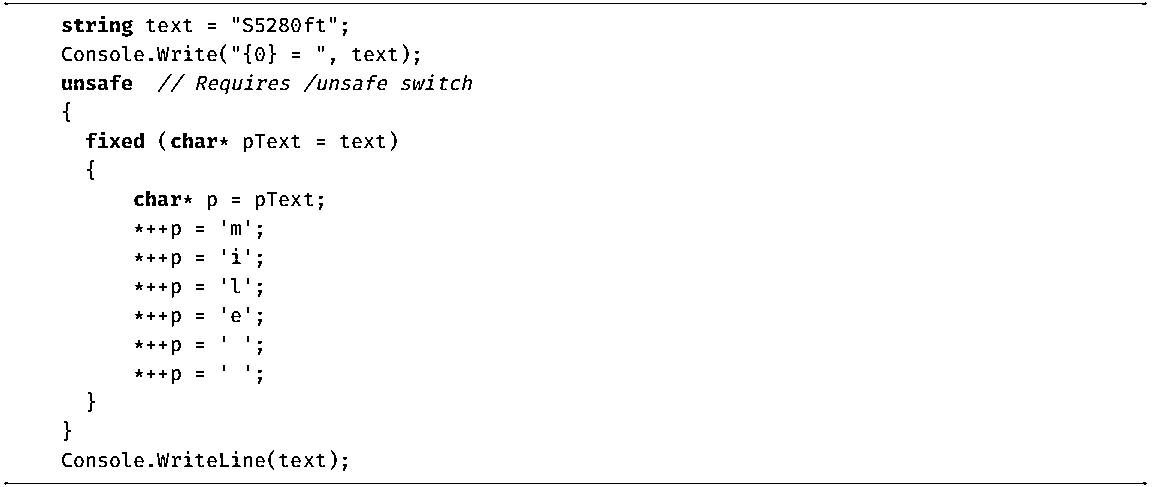 string text = "S5280ft";
Console.Write("{0} = ", text);
unsafe  // Requires /unsafe switch
{
  fixed (char* pText = text)
  {
      char* p = pText;
      *++p = 'm';
      *++p = 'i';
      *++p = 'l';
      *++p = 'e';
      *++p = ' ';
      *++p = ' ';
  }
}
Console.WriteLine(text);